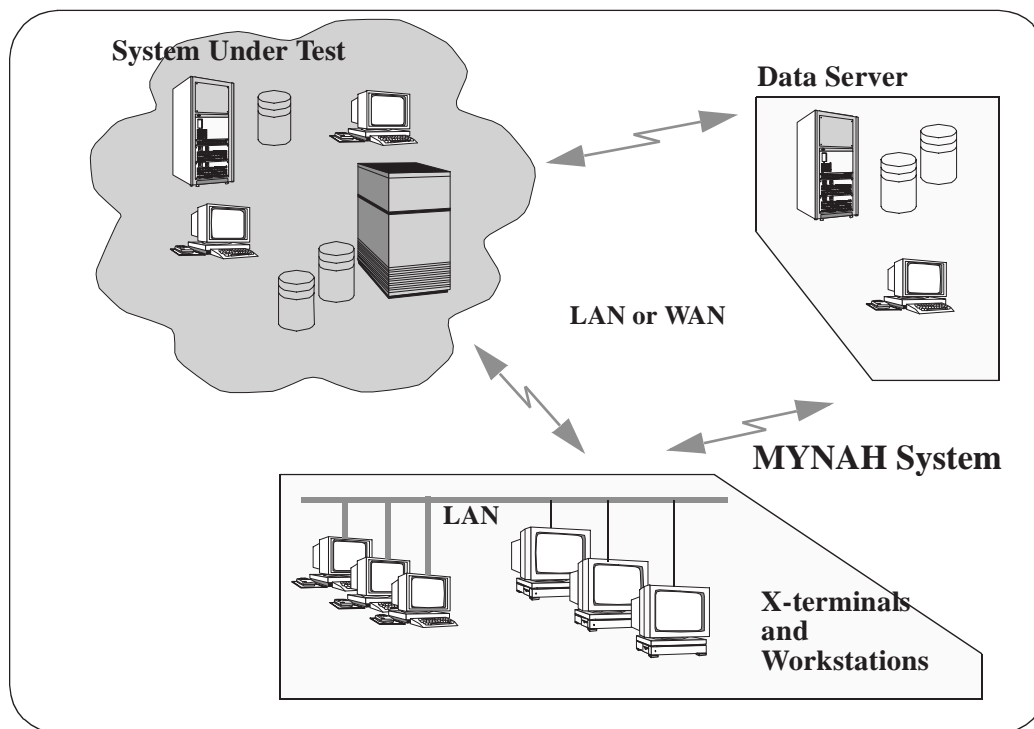 System Under Test
Data Server
LAN or WAN
MYNAH System
LAN
X-terminals
and
Workstations